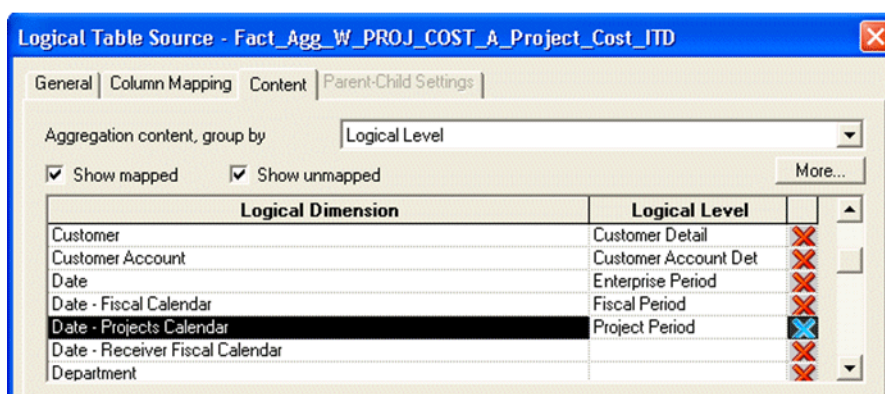 Logical Table Source - Fact_Agg_W_PROJ_COST_A_Project_Cost_ITD
General Column Mapping Content Parent-Child Settings
Aggregation content, group by Logical Level
Show mapped Show unmapped More...
Logical Dimension Logical Level
Customer Customer Detail
Customer Account Customer Account Det
Date Enterprise Period
Date - Fiscal Calendar Fiscal Period
Date - Projects Calendar Project Period
Date - Receiver Fiscal Calendar
Department